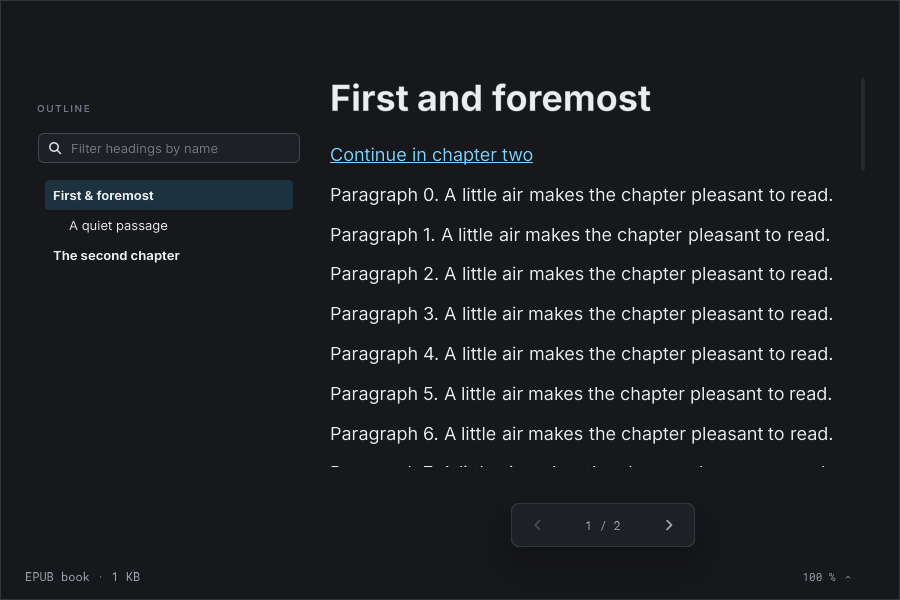 OUTLINE
Filter headings by name
First & foremost
A quiet passage
The second chapter
First and foremost
Continue in chapter two
Paragraph 0. A little air makes the chapter pleasant to read.
Paragraph 1. A little air makes the chapter pleasant to read.
Paragraph 2. A little air makes the chapter pleasant to read.
Paragraph 3. A little air makes the chapter pleasant to read.
Paragraph 4. A little air makes the chapter pleasant to read.
Paragraph 5. A little air makes the chapter pleasant to read.
Paragraph 6. A little air makes the chapter pleasant to read.
1 / 2
EPUB book · 1 KB
100 %